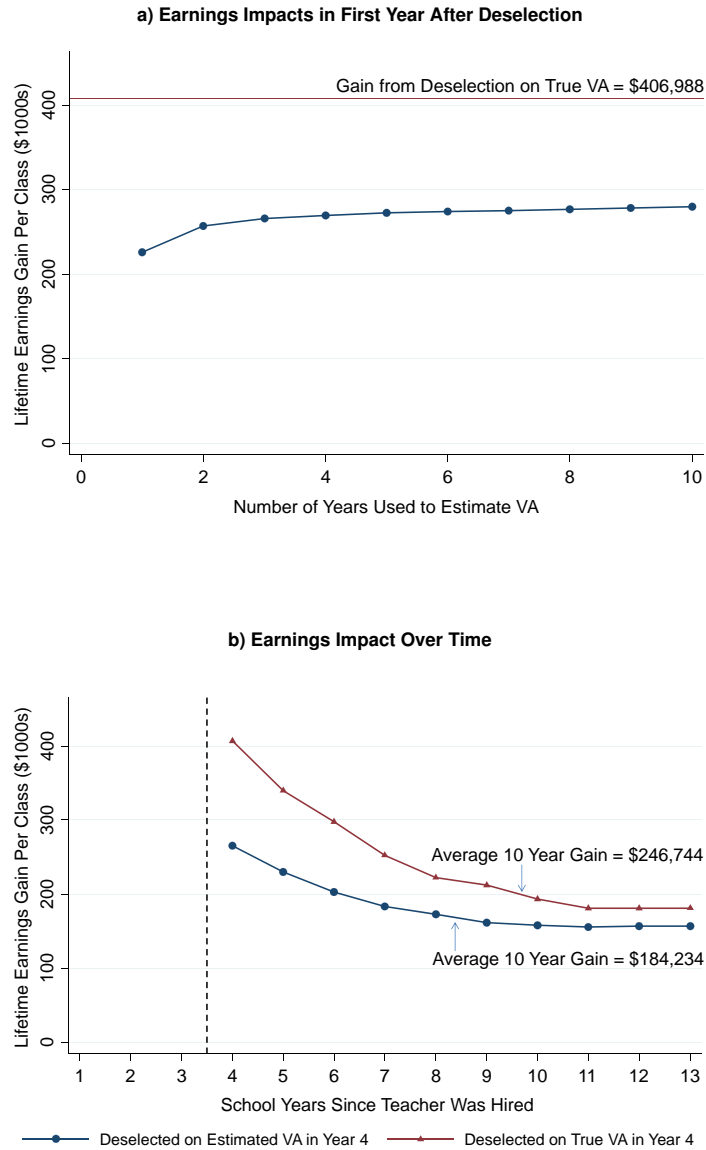 a) Earnings Impacts in First Year After Deselection
Lifetime Earnings Gain Per Class ($1000s)
400
300
200
100
0
Gain from Deselection on True VA = $406,988
0 2 4 6 8 10
Number of Years Used to Estimate VA
b) Earnings Impact Over Time
Lifetime Earnings Gain Per Class ($1000s)
400
300
200
100
0
Average 10 Year Gain = $246,744
Average 10 Year Gain = $184,234
1 2 3 4 5 6 7 8 9 10 11 12 13
School Years Since Teacher Was Hired
Deselected on Estimated VA in Year 4 Deselected on True VA in Year 4